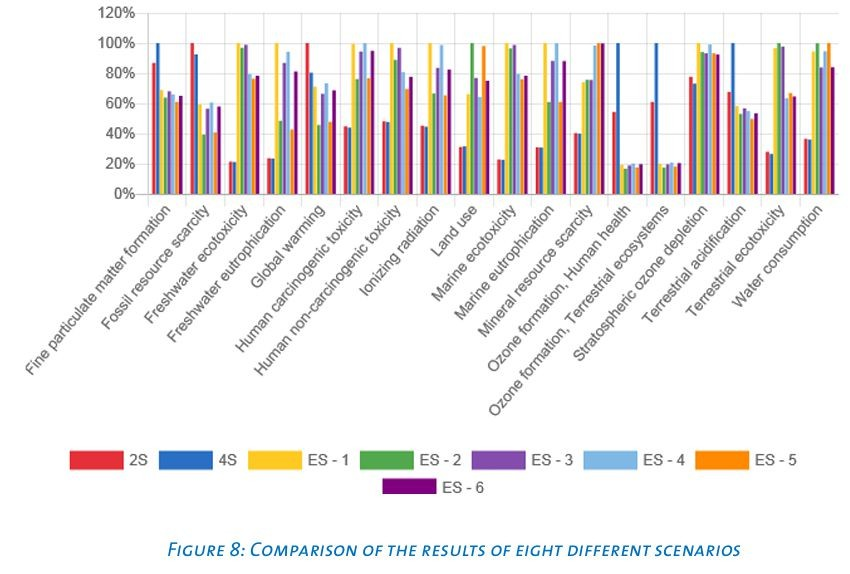 120%
100%
80%
60%
40%
20%
0%
Fine particulate matter formation
Fossil resource scarcity
Freshwater ecotoxicity
Freshwater eutrophication
Global warming
Human carcinogenic toxicity
Human non-carcinogenic toxicity
Ionizing radiation
Land use
Marine ecotoxicity
Marine eutrophication
Mineral resource scarcity
Ozone formation, Human health
Ozone formation, Terrestrial ecosystems
Stratospheric ozone depletion
Terrestrial acidification
Terrestrial ecotoxicity
Water consumption
2S 4S ES - 1 ES - 2 ES - 3 ES - 4 ES - 5
ES - 6
Figure 8: Comparison of the results of eight different scenarios